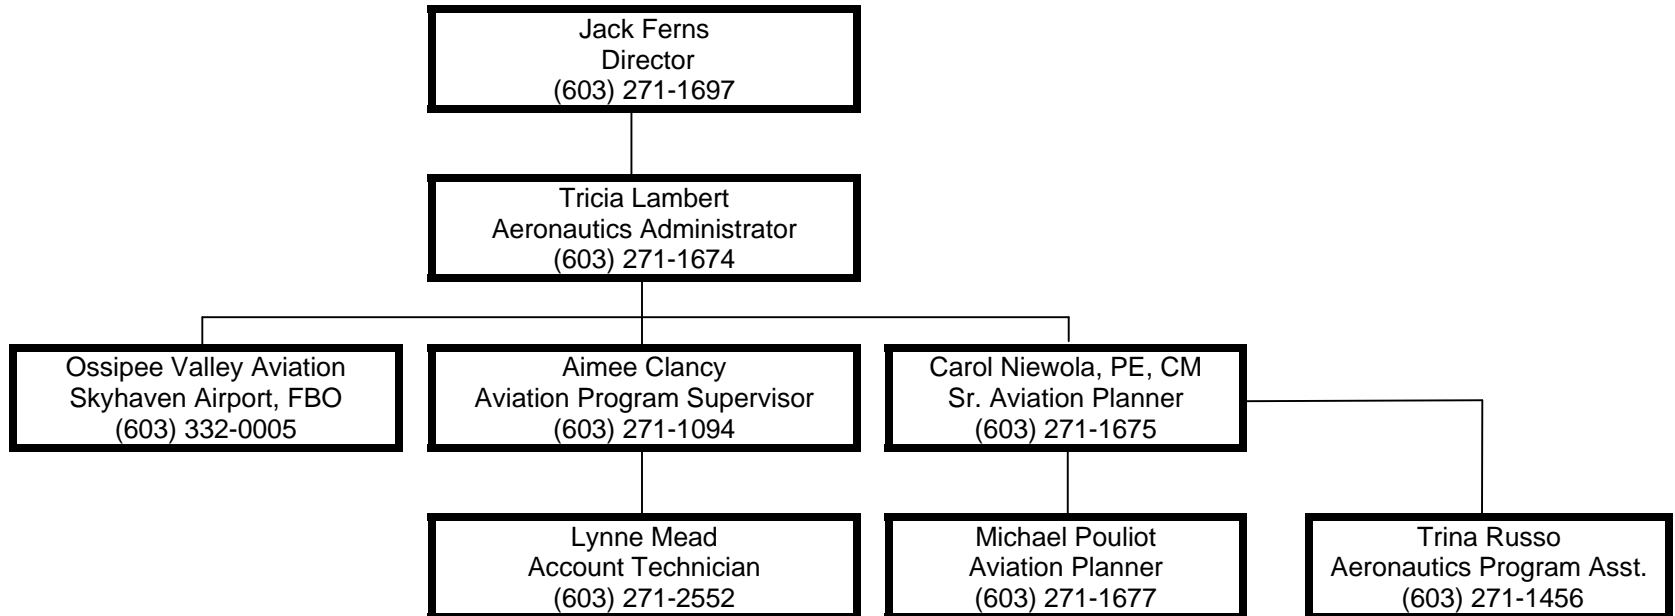 Jack Ferns
Director
(603) 271-1697
Tricia Lambert
Aeronautics Administrator
(603) 271-1674
Ossipee Valley Aviation
Skyhaven Airport, FBO
(603) 332-0005
Aimee Clancy
Aviation Program Supervisor
(603) 271-1094
Carol Niewola, PE, CM
Sr. Aviation Planner
(603) 271-1675
Lynne Mead
Account Technician
(603) 271-2552
Michael Pouliot
Aviation Planner
(603) 271-1677
Trina Russo
Aeronautics Program Asst.
(603) 271-1456